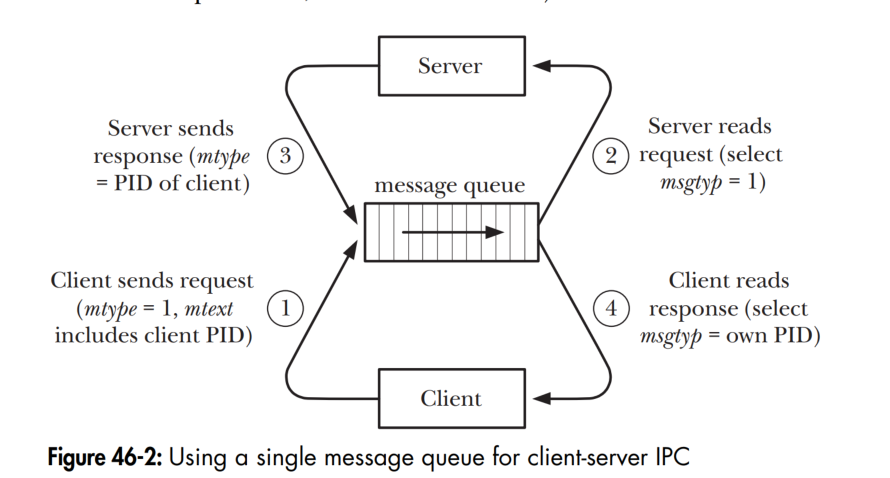 Server
Server sends
response (mtype
= PID of client)
3
2
Server reads
request (select
msgtyp = 1)
message queue
Client sends request
(mtype = 1, mtext
includes client PID)
1
4
Client reads
response (select
msgtyp = own PID)
Client
Figure 46-2: Using a single message queue for client-server IPC